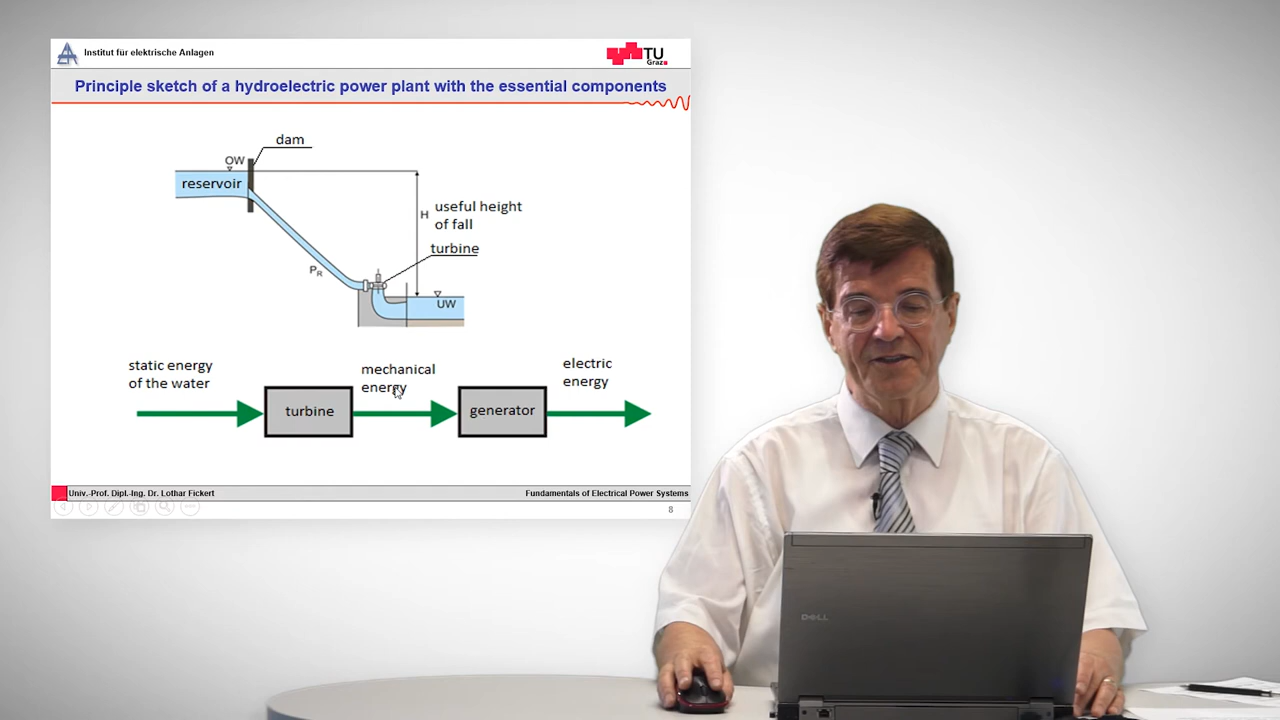 Institut für elektrische Anlagen
TU
Graz
Principle sketch of a hydroelectric power plant with the essential components
dam
OW
reservoir
H
useful height
of fall
turbine
PR
UW
static energy
of the water
mechanical
energy
electric
energy
turbine
generator
Univ.-Prof. Dipl.-Ing. Dr. Lothar Fickert
Fundamentals of Electrical Power Systems
8
DELL